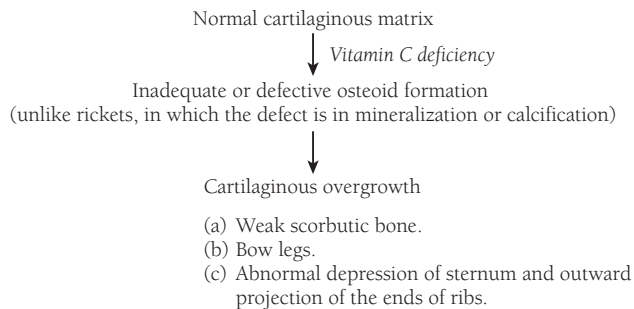 Normal cartilaginous matrix
Vitamin C deficiency
Inadequate or defective osteoid formation
(unlike rickets, in which the defect is in mineralization or calcification)
Cartilaginous overgrowth
(a) Weak scorbutic bone.
(b) Bow legs.
(c) Abnormal depression of sternum and outward
projection of the ends of ribs.